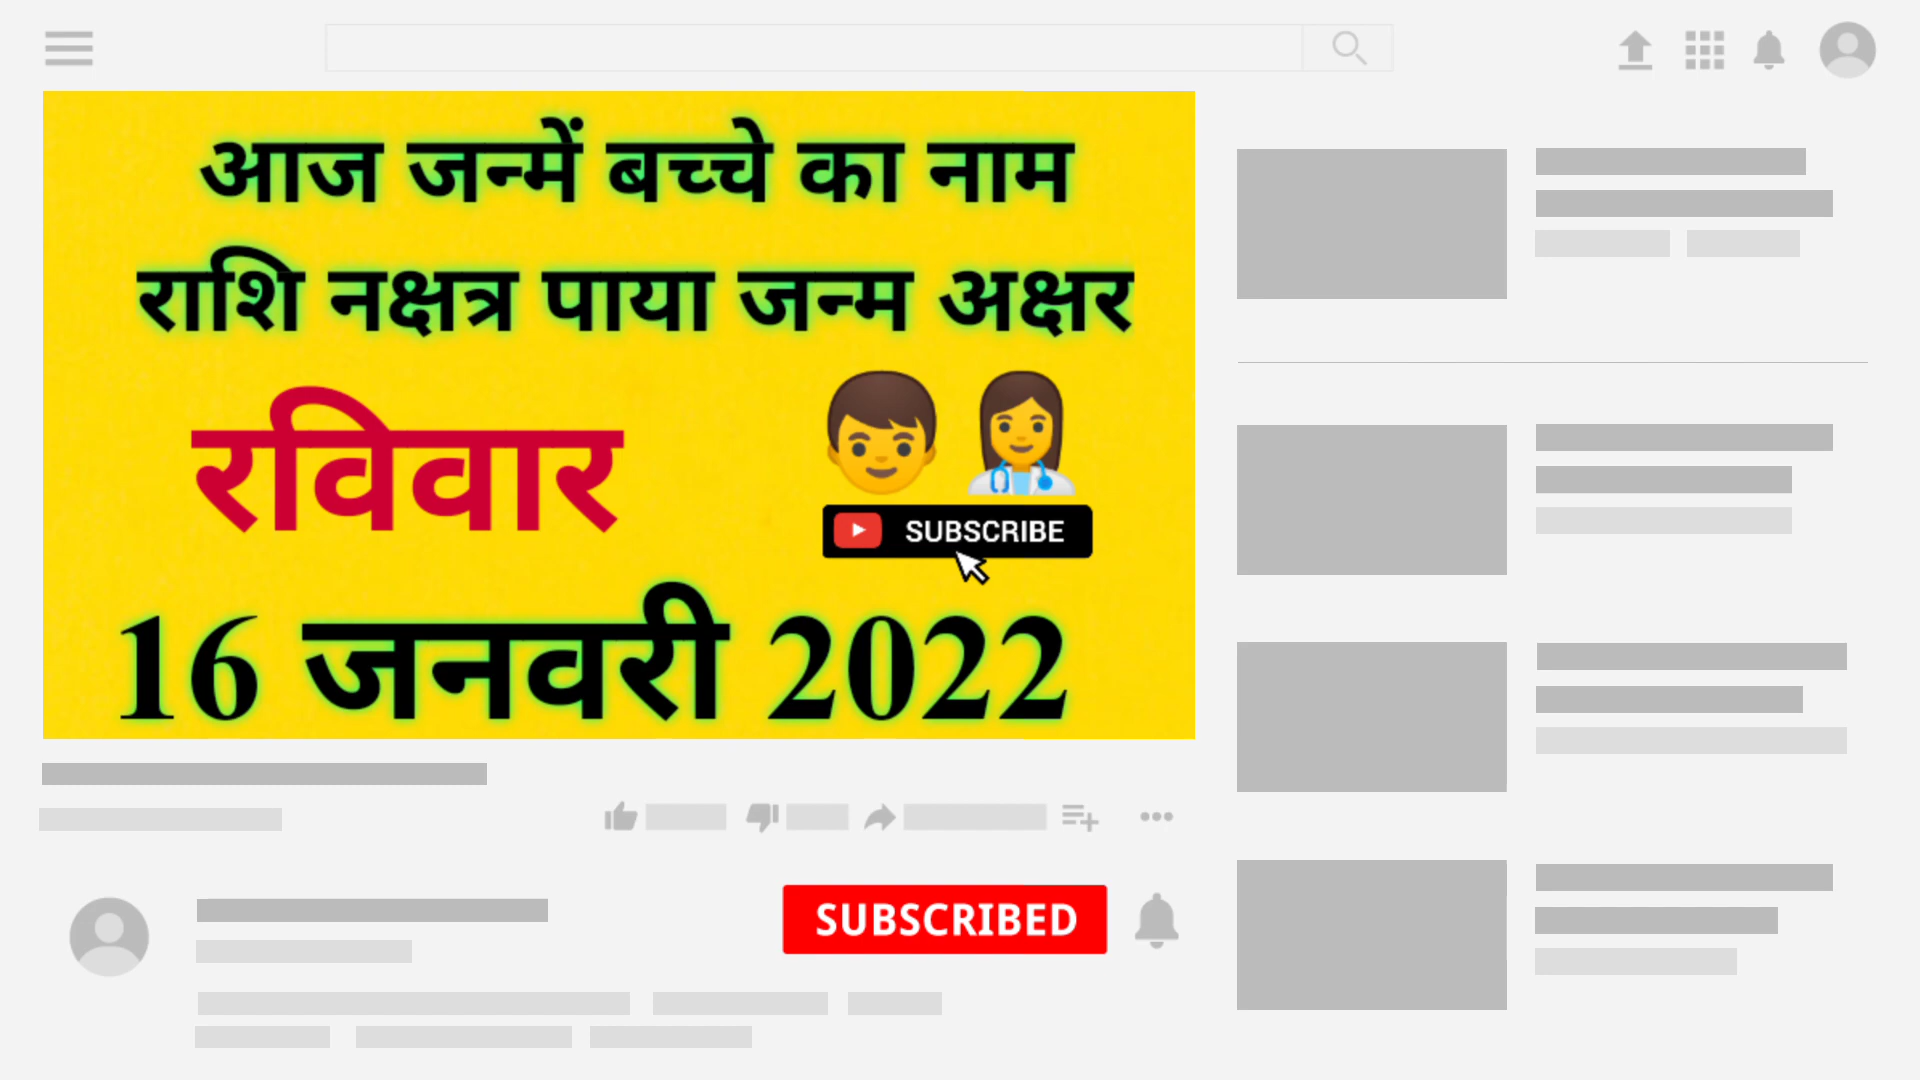 आज जन्में बच्चे का नाम
राशि नक्षत्र पाया जन्म अक्षर
रविवार
SUBSCRIBE
16 जनवरी 2022
SUBSCRIBED